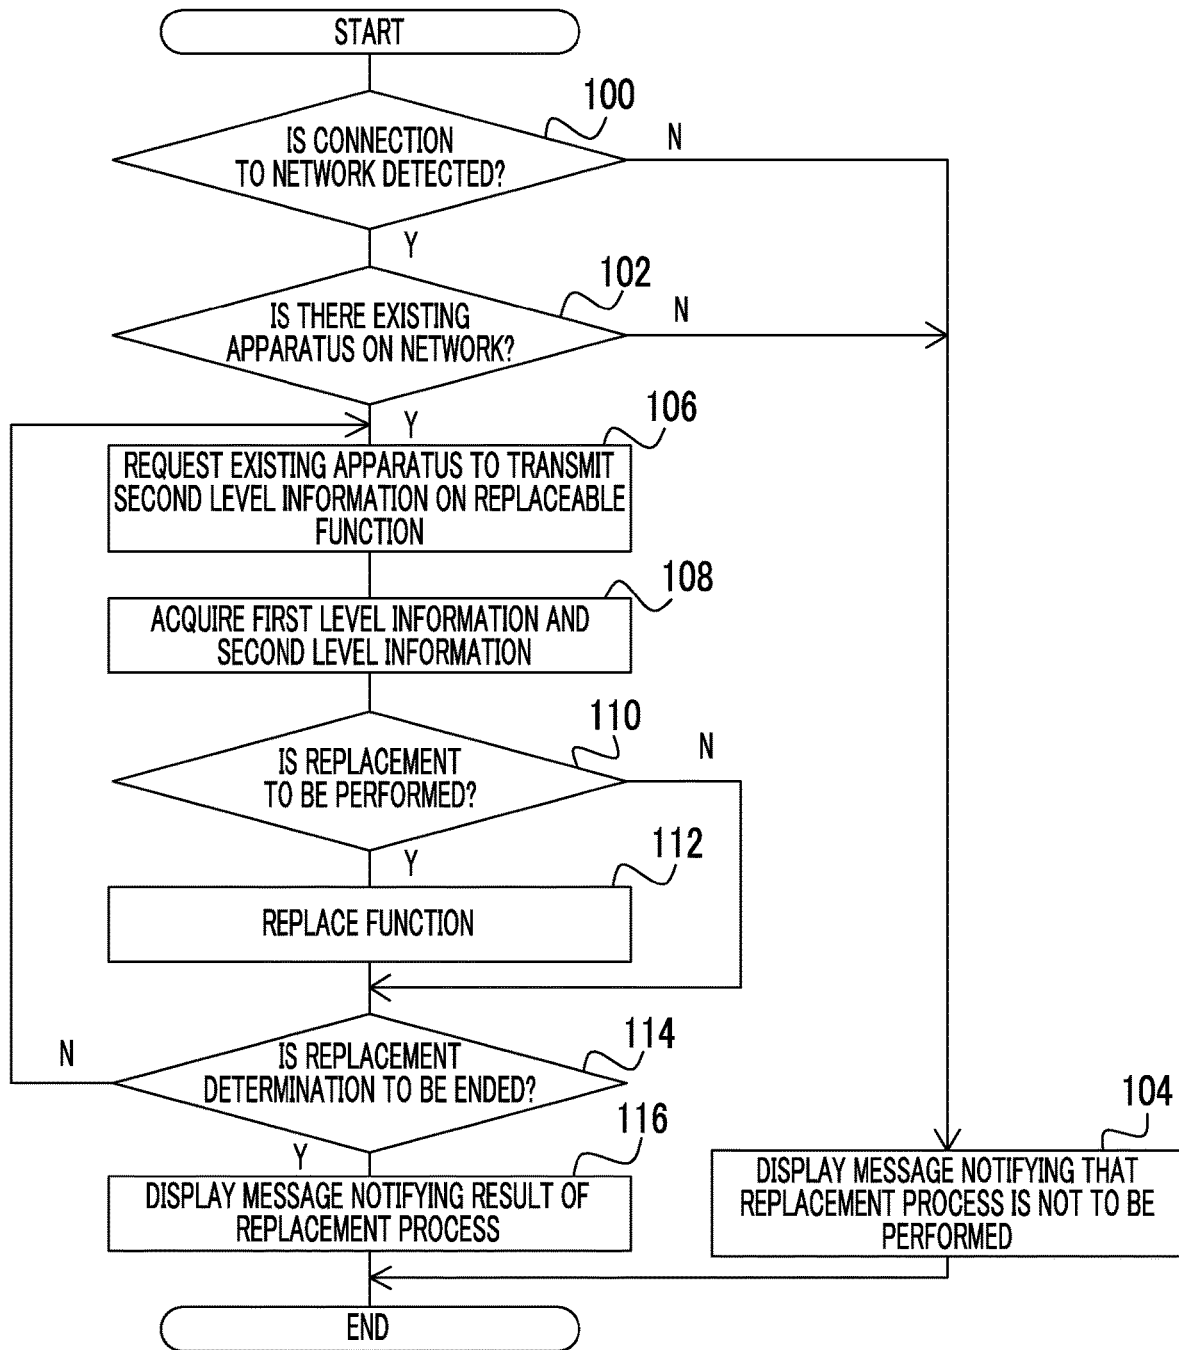 START
100
IS CONNECTION
TO NETWORK DETECTED?
N
Y
102
IS THERE EXISTING
APPARATUS ON NETWORK?
N
Y
106
REQUEST EXISTING APPARATUS TO TRANSMIT
SECOND LEVEL INFORMATION ON REPLACEABLE
FUNCTION
108
ACQUIRE FIRST LEVEL INFORMATION AND
SECOND LEVEL INFORMATION
110
IS REPLACEMENT
TO BE PERFORMED?
N
Y
112
REPLACE FUNCTION
114
IS REPLACEMENT
DETERMINATION TO BE ENDED?
N
Y
116
DISPLAY MESSAGE NOTIFYING RESULT OF
REPLACEMENT PROCESS
104
DISPLAY MESSAGE NOTIFYING THAT
REPLACEMENT PROCESS IS NOT TO BE
PERFORMED
END